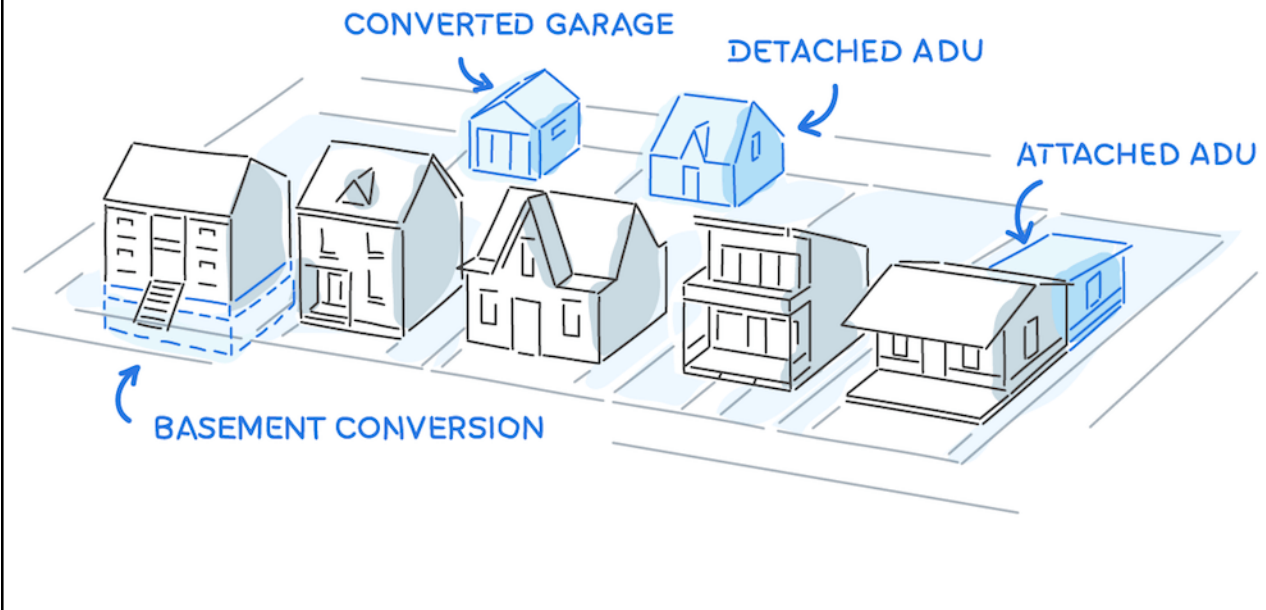 CONVERTED GARAGE
DETACHED ADU
ATTACHED ADU
BASEMENT CONVERSION